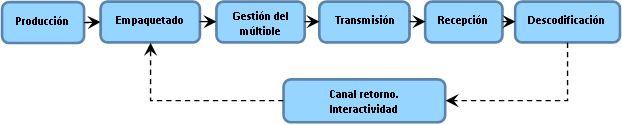 Producción
Empaquetado
Gestión del
múltiple
Transmisión
Recepción
Descodificación
Canal retorno.
Interactividad